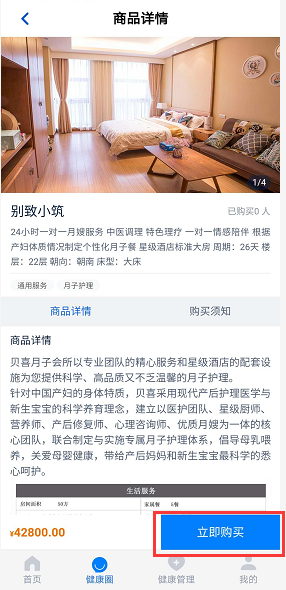 商品详情
1/4
别致小筑
已购买0 人
24小时一对一月嫂服务 中医调理 特色理疗 一对一情感陪伴 根据
产妇体质情况制定个性化月子餐 星级酒店标准大房 周期：26天 楼
层：22层 朝向：朝南 床型：大床
通用服务 月子护理
商品详情 购买须知
商品详情
贝喜月子会所以专业团队的精心服务和星级酒店的配套设
施为您提供科学、高品质又不乏温馨的月子护理。
针对中国产妇的身体特质，贝喜采用现代产后护理医学与
新生宝宝的科学养育理念，建立以医护团队、星级厨师、
营养师、产后修复师、心理咨询师、优质月嫂为一体的核
心团队，联合制定与实施专属月子护理体系，倡导母乳喂
养，关爱母婴健康，带给产后妈妈和新生宝宝最科学的悉
心呵护。
生活服务
房间面积 50方 家属餐 5餐
¥42800.00 立即购买
首页 健康圈 健康管理 我的